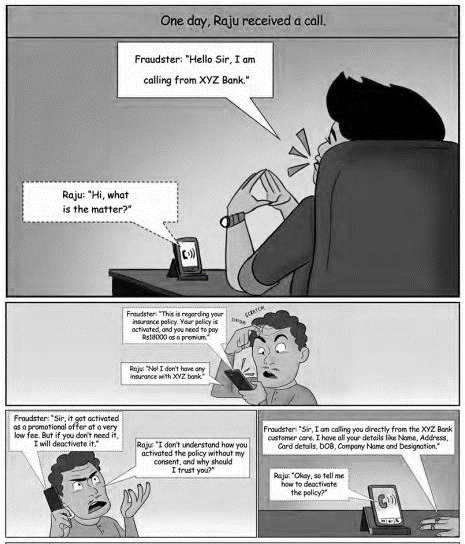 One day, Raju received a call.
Fraudster: "Hello Sir, I am
calling from XYZ Bank."
Raju: "Hi, what
is the matter?"
Fraudster: "This is regarding your
insurance policy. Your policy is
activated, and you need to pay
Rs18000 as a premium."
SCRATCH
Raju: "No! I don't have any
insurance with XYZ bank."
Fraudster: "Sir, it got activated
as a promotional offer at a very
low fee. But if you don't need it,
I will deactivate it."
Raju: "I don't understand how you
activated the policy without my
consent, and why should
I trust you?"
Fraudster: "Sir, I am calling you directly from the XYZ Bank
customer care. I have all your details like Name, Address,
Card details, DOB, Company Name and Designation."
Raju: "Okay, so tell me
how to deactivate
the policy?"